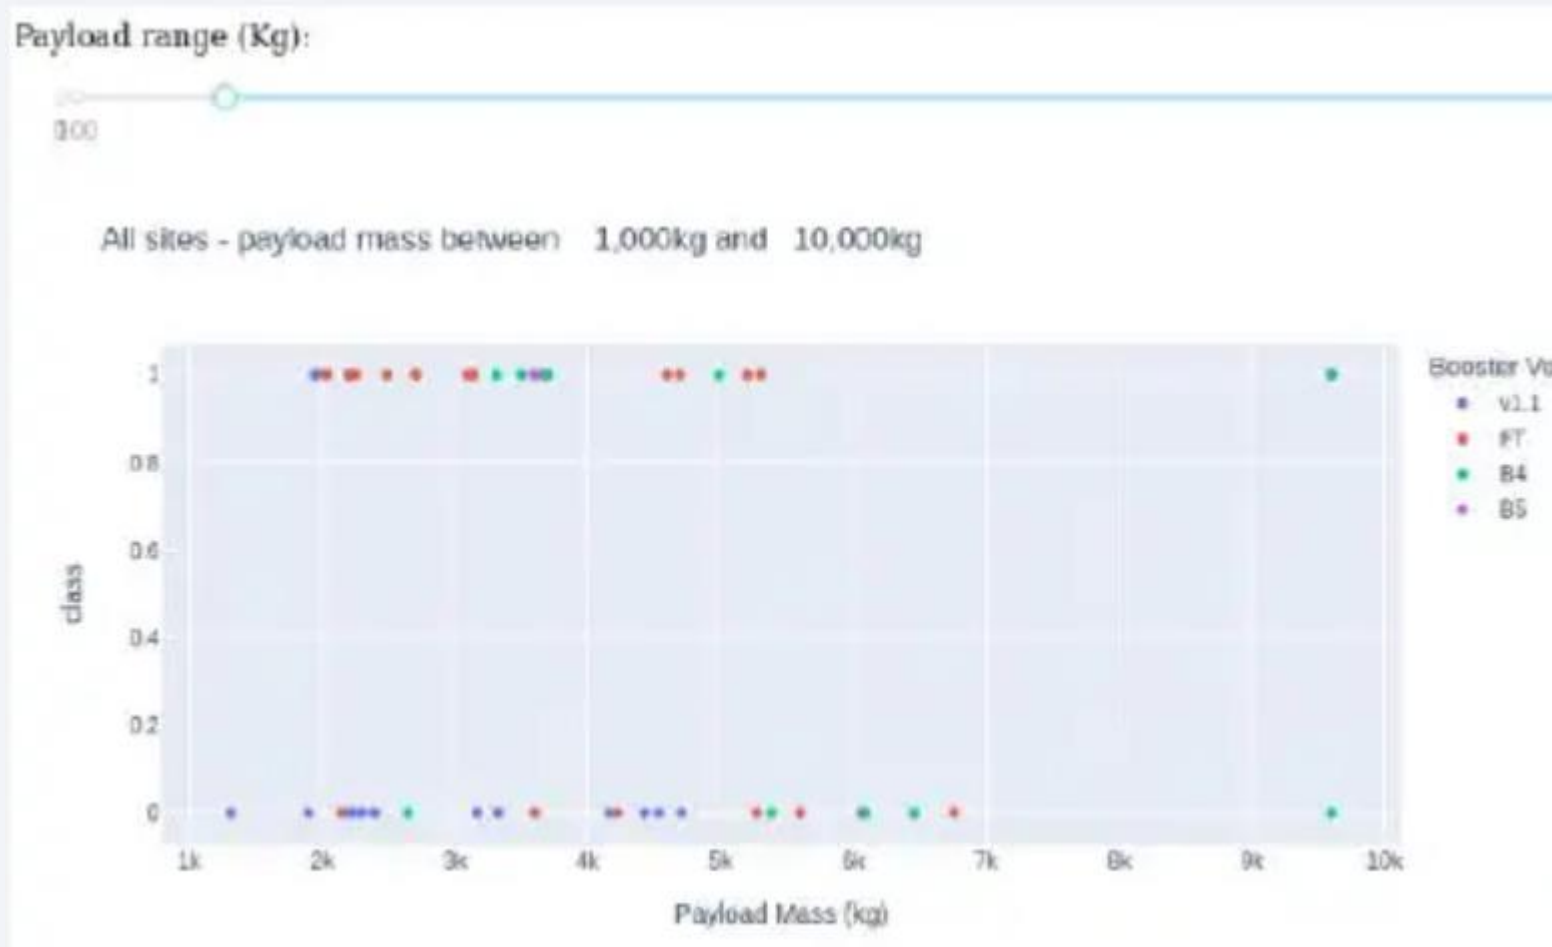 Payload range (Kg):
All sites - payload mass between 1,000kg and 10,000kg
Booster
1
v1.1
FT
0.8
B4
B5
0.6
class
0.4
0.2
0
1k 2k 3k 4k 5k 6k 7k 8k 9k 10k
Payload Mass (kg)